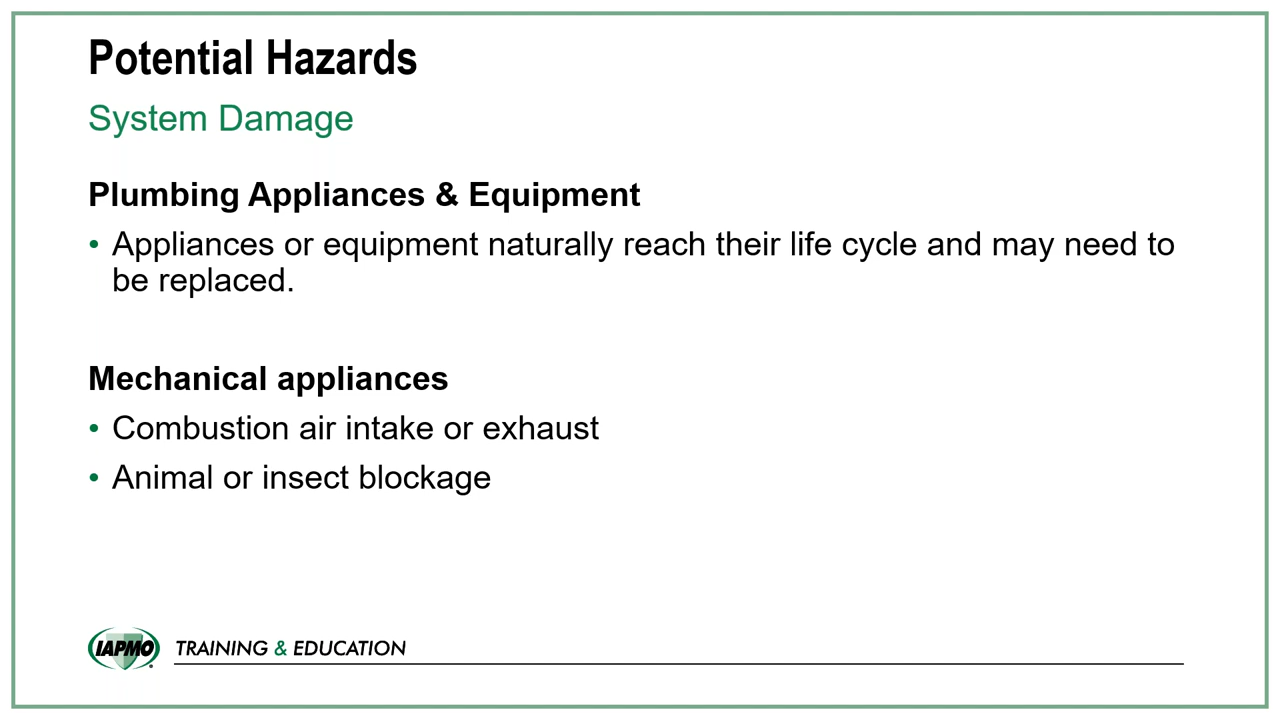 Potential Hazards
System Damage
Plumbing Appliances & Equipment
• Appliances or equipment naturally reach their life cycle and may need to
be replaced.
Mechanical appliances
• Combustion air intake or exhaust
• Animal or insect blockage
IAPMO TRAINING & EDUCATION